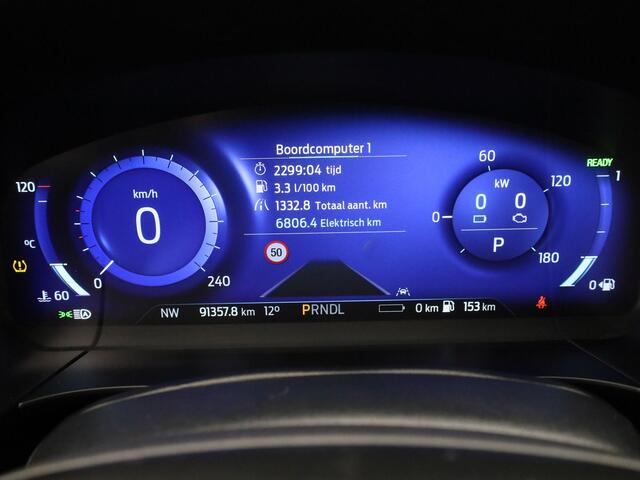 Boordcomputer 1
2299:04 tijd
3.3 l/100 km
1332.8 Totaal aant. km
6806.4 Elektrisch km
50
120
°C
60
km/h
0
0
240
60
kW
120
0
0 0
P
180
READY
1
0
NW 91357.8 km 12° PRNDL 0 km 153 km